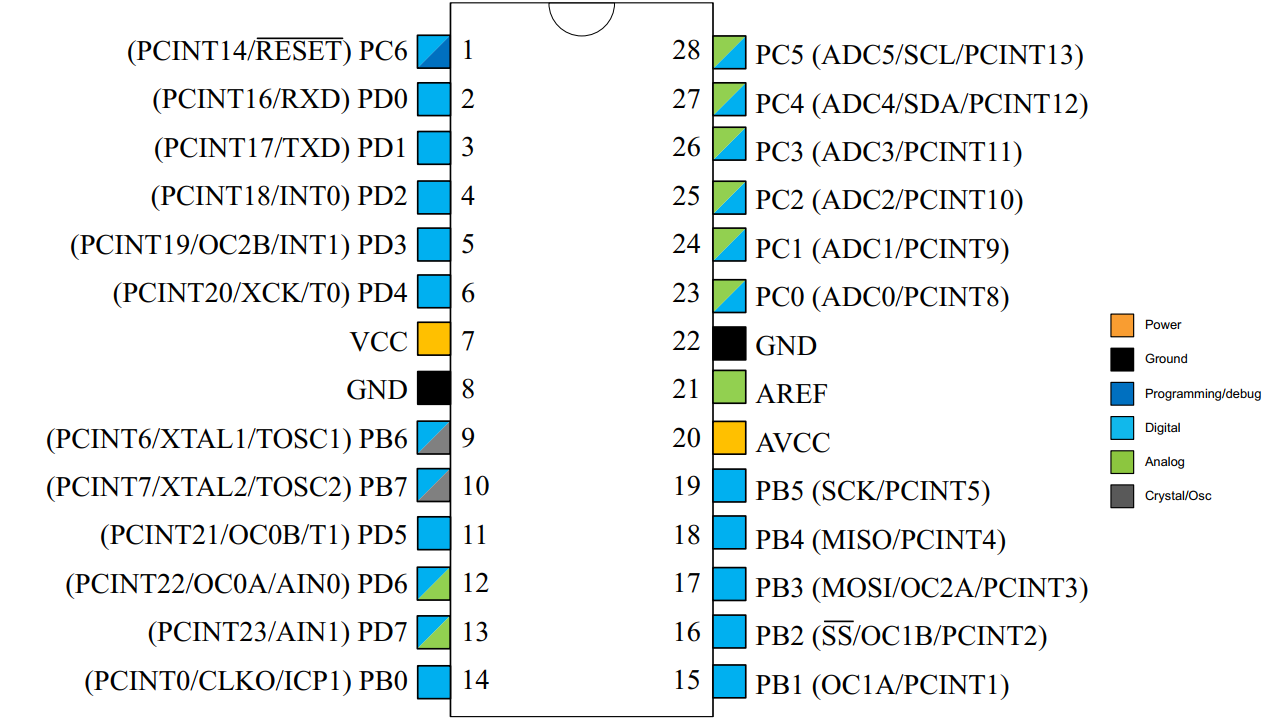 (PCINT14/RESET) PC6 1
(PCINT16/RXD) PD0 2
(PCINT17/TXD) PD1 3
(PCINT18/INT0) PD2 4
(PCINT19/OC2B/INT1) PD3 5
(PCINT20/XCK/T0) PD4 6
VCC 7
GND 8
(PCINT6/XTAL1/TOSC1) PB6 9
(PCINT7/XTAL2/TOSC2) PB7 10
(PCINT21/OC0B/T1) PD5 11
(PCINT22/OC0A/AIN0) PD6 12
(PCINT23/AIN1) PD7 13
(PCINT0/CLKO/ICP1) PB0 14
28 PC5 (ADC5/SCL/PCINT13)
27 PC4 (ADC4/SDA/PCINT12)
26 PC3 (ADC3/PCINT11)
25 PC2 (ADC2/PCINT10)
24 PC1 (ADC1/PCINT9)
23 PC0 (ADC0/PCINT8)
22 GND
21 AREF
20 AVCC
19 PB5 (SCK/PCINT5)
18 PB4 (MISO/PCINT4)
17 PB3 (MOSI/OC2A/PCINT3)
16 PB2 (SS/OC1B/PCINT2)
15 PB1 (OC1A/PCINT1)
Power
Ground
Programming/debug
Digital
Analog
Crystal/Osc